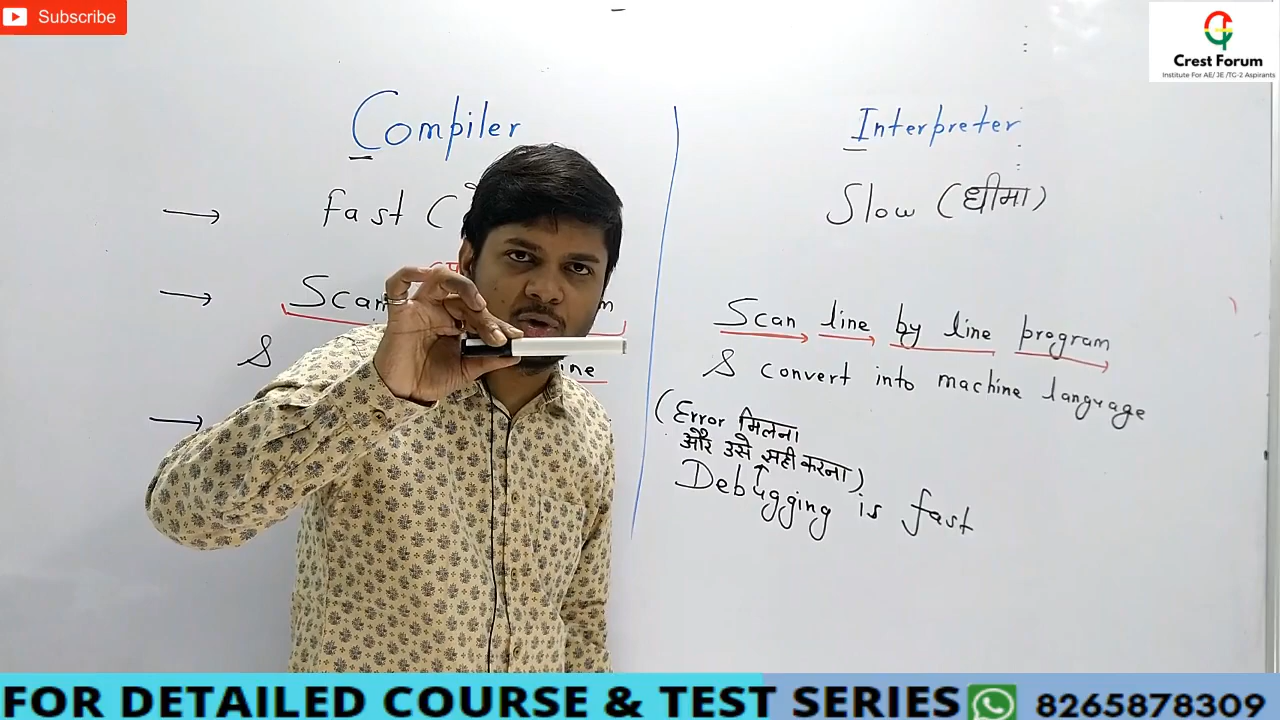 Subscribe
Crest Forum
Institute For AE/ JE /TG-2 Aspirants
Compiler
Interpreter
fast (
Slow (धीमा)
Scan
Scan line by line program
&
ine
& convert into machine language
(Error मिलना
और उसे सही करना)
Debugging is fast
FOR DETAILED COURSE & TEST SERIES 8265878309